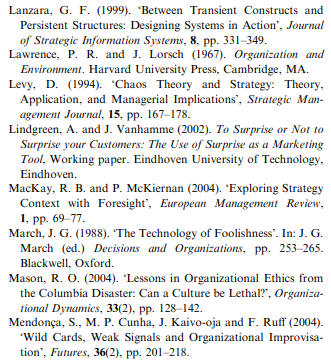 Lanzara, G. F. (1999). ‘Between Transient Constructs and
Persistent Structures: Designing Systems in Action’, Journal
of Strategic Information Systems, 8, pp. 331–349.
Lawrence, P. R. and J. Lorsch (1967). Organization and
Environment. Harvard University Press, Cambridge, MA.
Levy, D. (1994). ‘Chaos Theory and Strategy: Theory,
Application, and Managerial Implications’, Strategic Man-
agement Journal, 15, pp. 167–178.
Lindgreen, A. and J. Vanhamme (2002). To Surprise or Not to
Surprise your Customers: The Use of Surprise as a Marketing
Tool, Working paper. Eindhoven University of Technology,
Eindhoven.
MacKay, R. B. and P. McKiernan (2004). ‘Exploring Strategy
Context with Foresight’, European Management Review,
1, pp. 69–77.
March, J. G. (1988). ‘The Technology of Foolishness’. In: J. G.
March (ed.) Decisions and Organizations, pp. 253–265.
Blackwell, Oxford.
Mason, R. O. (2004). ‘Lessons in Organizational Ethics from
the Columbia Disaster: Can a Culture be Lethal?’, Organiza-
tional Dynamics, 33(2), pp. 128–142.
Mendonça, S., M. P. Cunha, J. Kaivo-oja and F. Ruff (2004).
‘Wild Cards, Weak Signals and Organizational Improvisa-
tion’, Futures, 36(2), pp. 201–218.